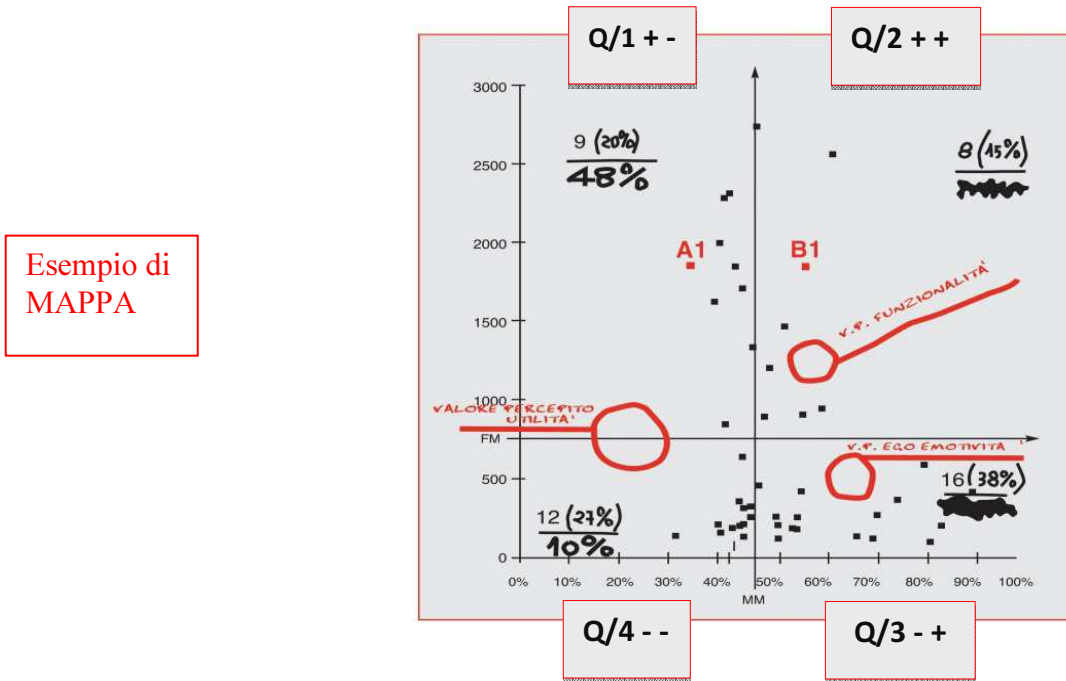 Q/1 + -
Q/2 + +
Esempio di
MAPPA
3000
2500
2000
1500
1000
FM
500
0
9 (20%)
48%
8 (15%)
A1
B1
V.P. FUNZIONALITA'
VALORE PERCEPITO
UTILITA'
V.P. EGO EMOTIVITA'
16 (38%)
12 (27%)
10%
0% 10% 20% 30% 40% 50% 60% 70% 80% 90% 100%
MM
Q/4 - -
Q/3 - +